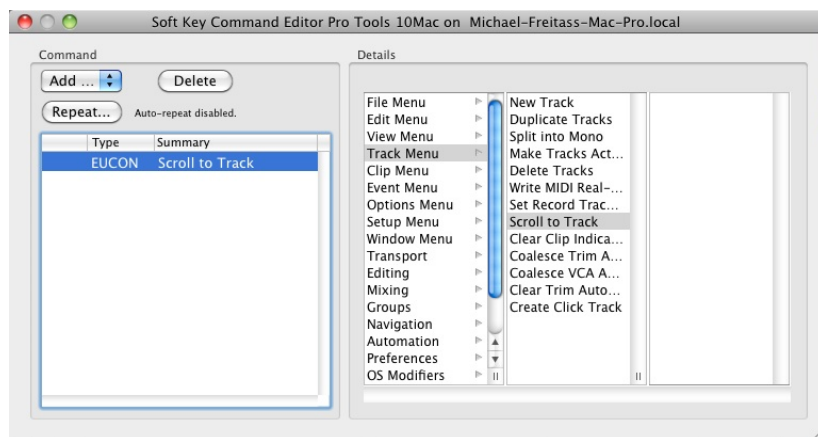 Soft Key Command Editor Pro Tools 10Mac on Michael-Freitass-Mac-Pro.local
Command
Add ...
Delete
Repeat...
Auto-repeat disabled.
Type Summary
EUCON Scroll to Track
Details
File Menu
Edit Menu
View Menu
Track Menu
Clip Menu
Event Menu
Options Menu
Setup Menu
Window Menu
Transport
Editing
Mixing
Groups
Navigation
Automation
Preferences
OS Modifiers
New Track
Duplicate Tracks
Split into Mono
Make Tracks Act...
Delete Tracks
Write MIDI Real-...
Set Record Trac...
Scroll to Track
Clear Clip Indica...
Coalesce Trim A...
Coalesce VCA A...
Clear Trim Auto...
Create Click Track